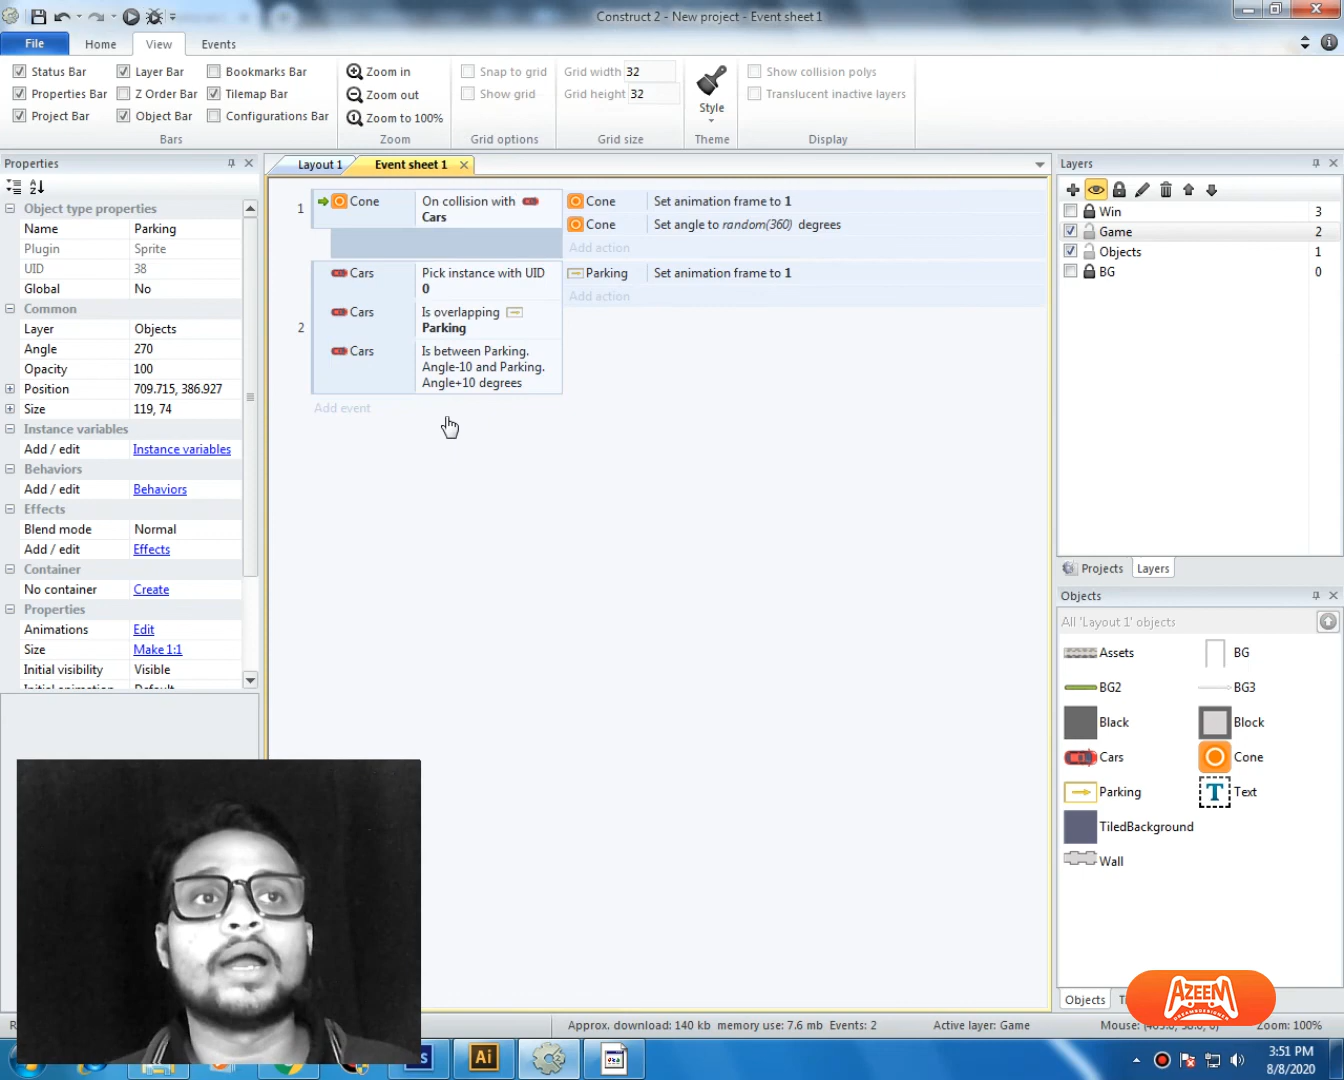 Construct 2 - New project - Event sheet 1
File Home View Events
Status Bar Layer Bar Bookmarks Bar Zoom in Snap to grid Grid width 32 Show collision polys
Properties Bar Z Order Bar Tilemap Bar Zoom out Show grid Grid height 32 Translucent inactive layers
Project Bar Object Bar Configurations Bar Zoom to 100% Style
Bars Zoom Grid options Grid size Theme Display
Properties
Layout 1 Event sheet 1
Layers
Object type properties
Name Parking
Plugin Sprite
UID 38
Global No
Common
Layer Objects
Angle 270
Opacity 100
Position 709.715, 386.927
Size 119, 74
Instance variables
Add / edit Instance variables
Behaviors
Add / edit Behaviors
Effects
Blend mode Normal
Add / edit Effects
Container
No container Create
Properties
Animations Edit
Size Make 1:1
Initial visibility Visible
1 Cone On collision with Cars
Cone Set animation frame to 1
Cone Set angle to random(360) degrees
Add action
2 Cars Pick instance with UID 0
Cars Is overlapping Parking
Cars Is between Parking.
Angle-10 and Parking.
Angle+10 degrees
Parking Set animation frame to 1
Add action
Add event
Win 3
Game 2
Objects 1
BG 0
Projects Layers
Objects
All 'Layout 1' objects
Assets BG
BG2 BG3
Black Block
Cars Cone
Parking T Text
TiledBackground
Wall
Objects
AZEEM
Approx. download: 140 kb memory use: 7.6 mb Events: 2 Active layer: Game Zoom: 100%
Ai
3:51 PM
8/8/2020